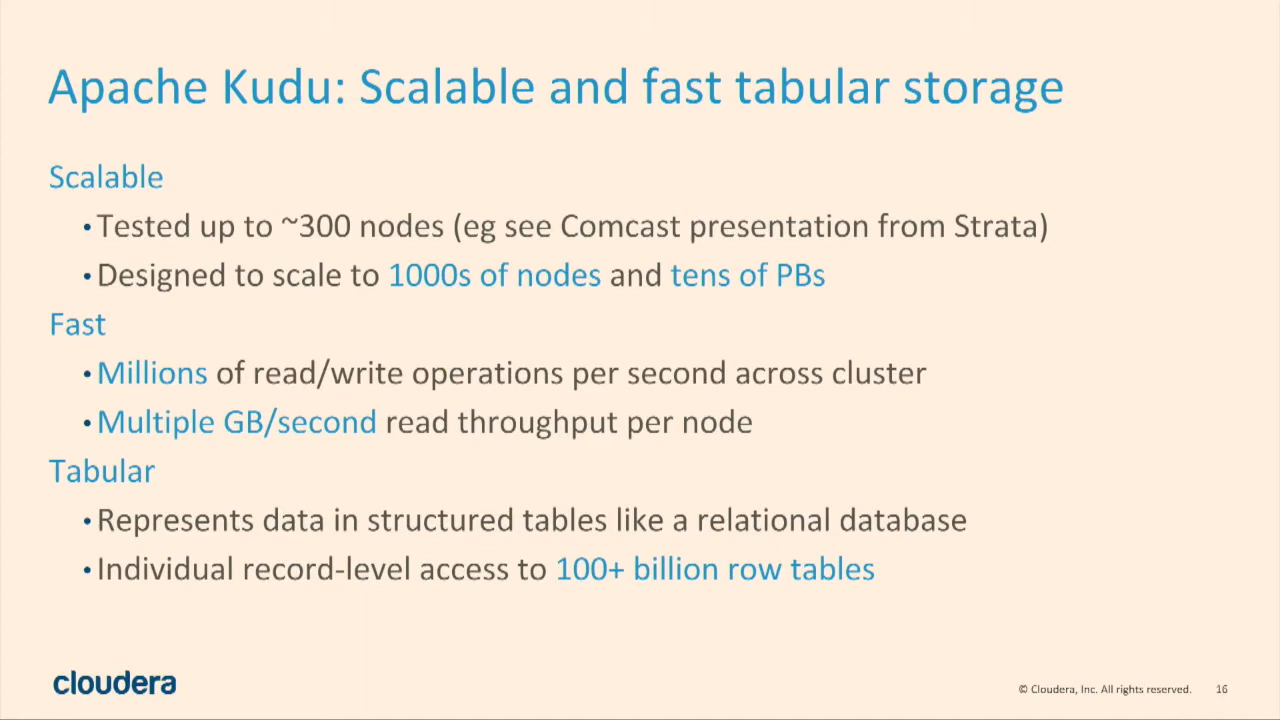 Apache Kudu: Scalable and fast tabular storage
Scalable
• Tested up to ~300 nodes (eg see Comcast presentation from Strata)
• Designed to scale to 1000s of nodes and tens of PBs
Fast
• Millions of read/write operations per second across cluster
• Multiple GB/second read throughput per node
Tabular
• Represents data in structured tables like a relational database
• Individual record-level access to 100+ billion row tables
cloudera
© Cloudera, Inc. All rights reserved. 16